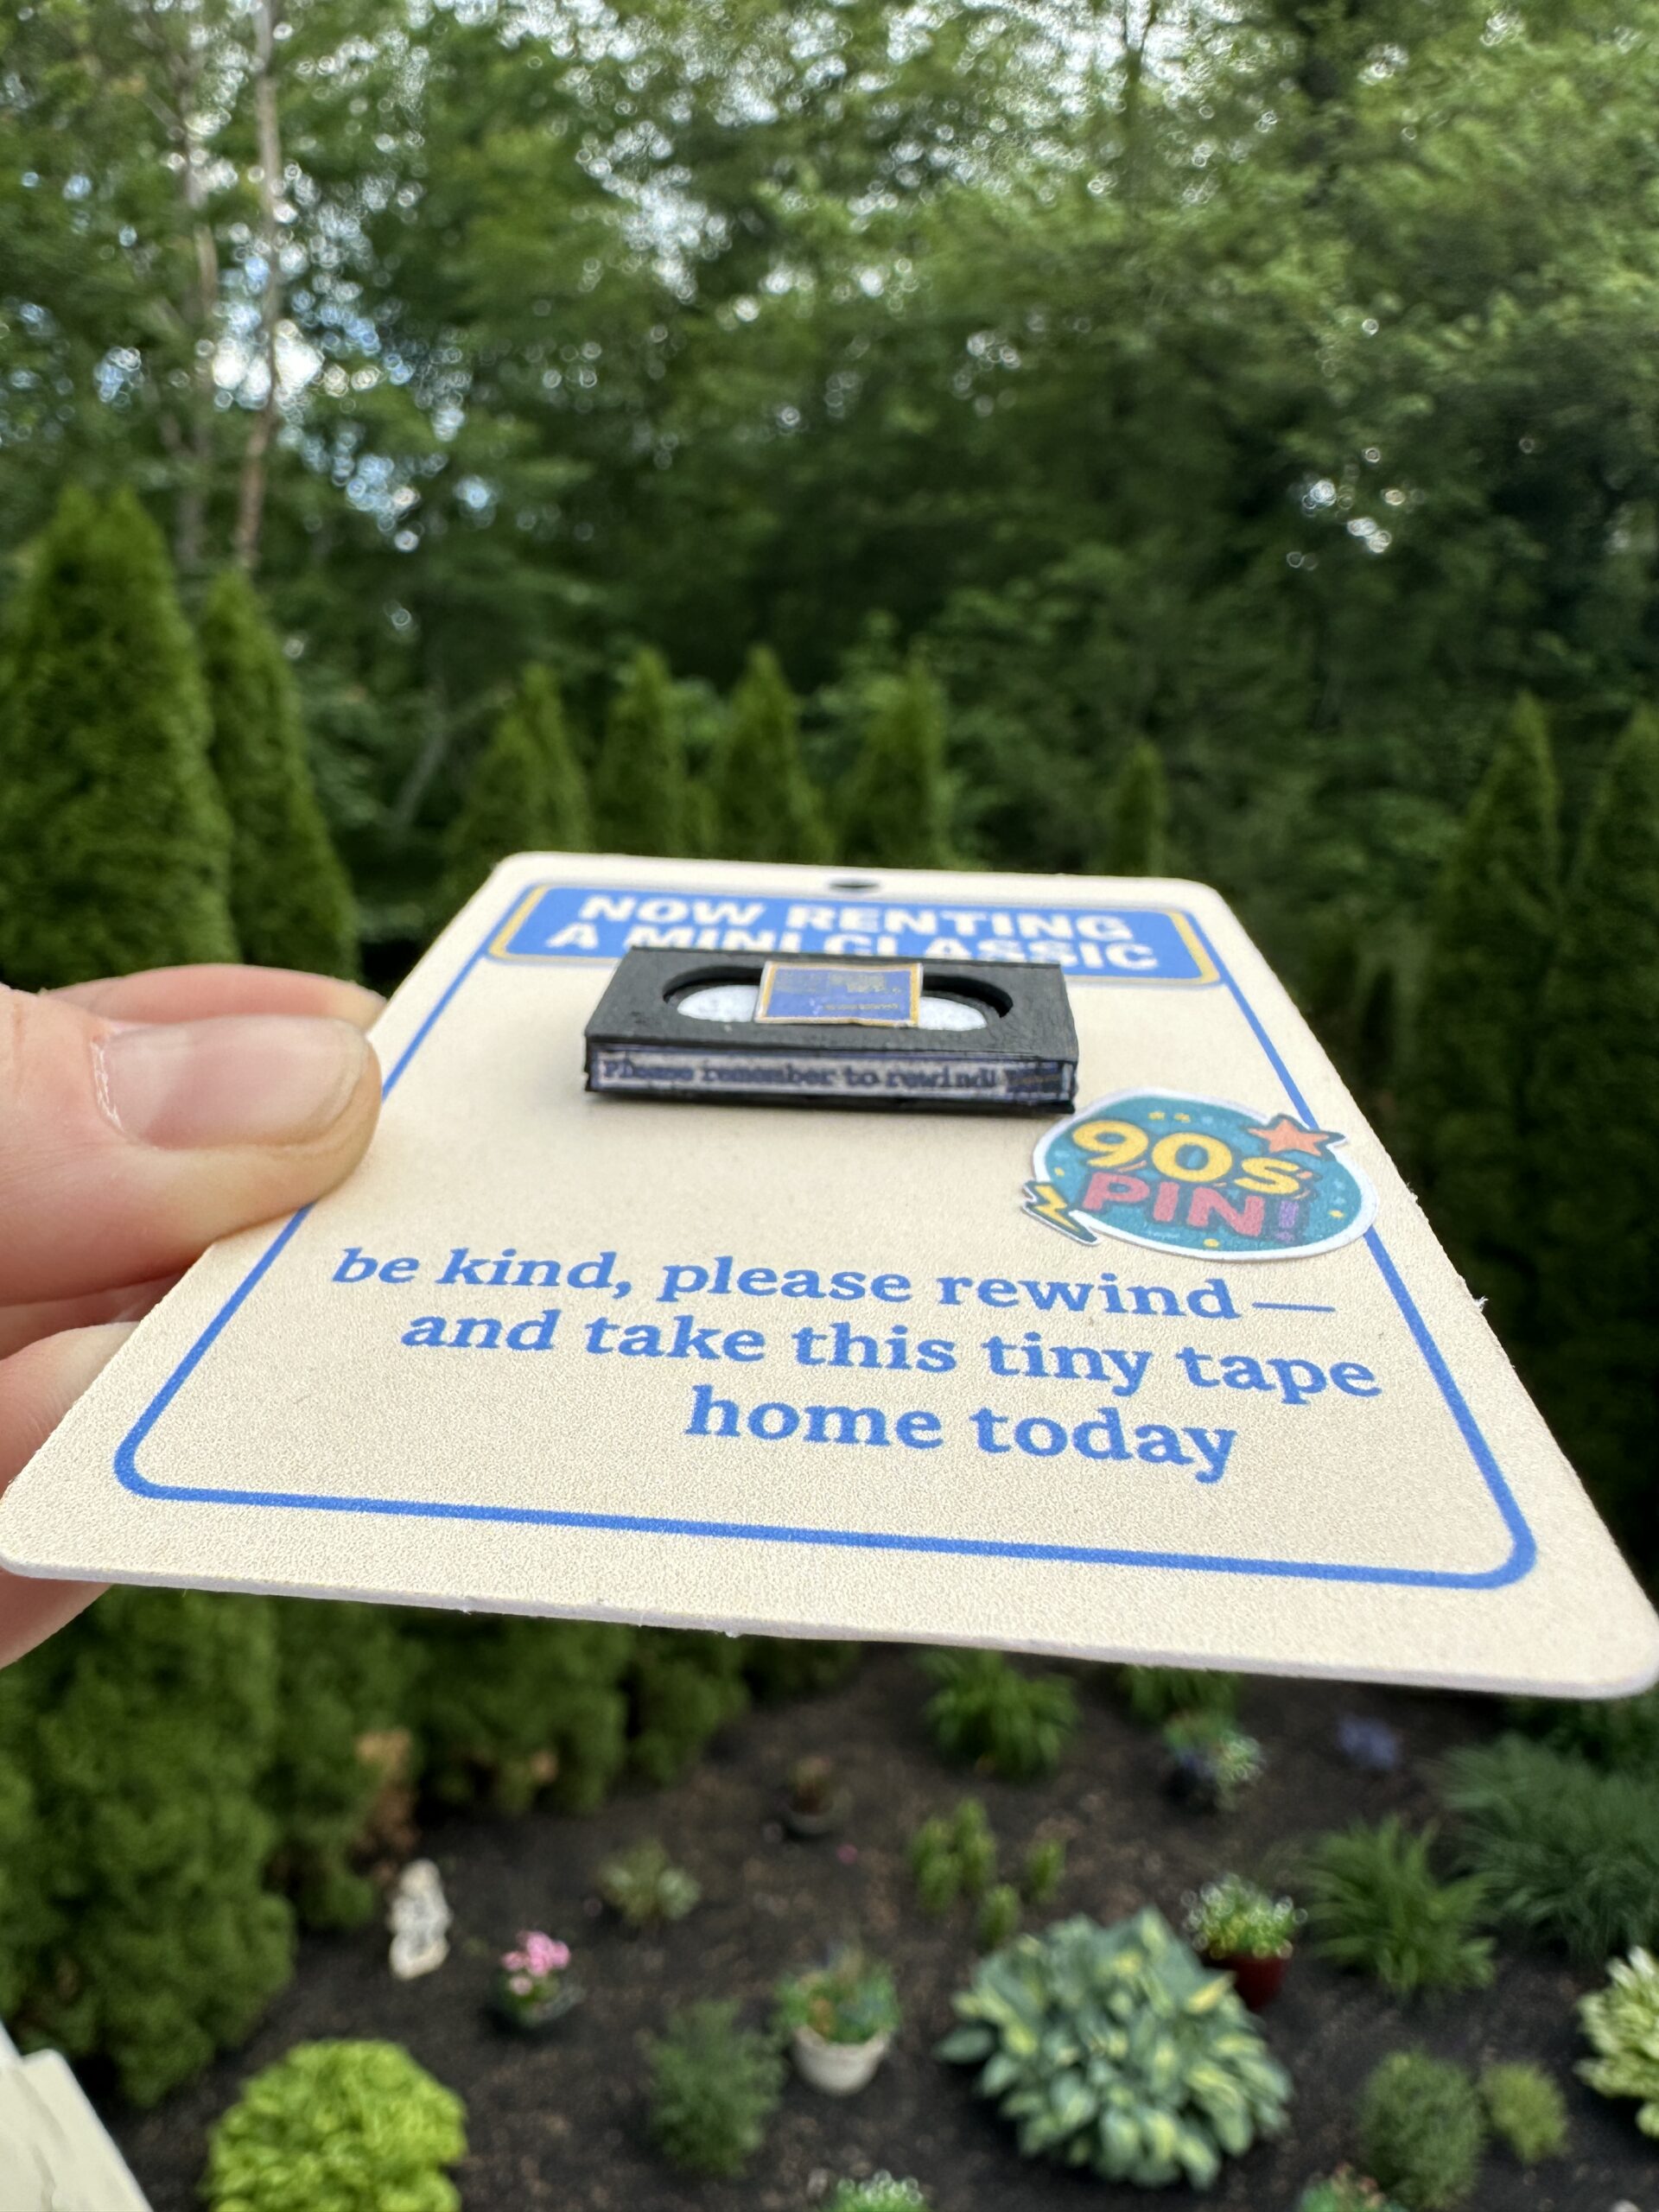 NOW RENTING
A MINI CLASSIC
Please remember to rewind!
90s
PIN!
be kind, please rewind —
and take this tiny tape
home today